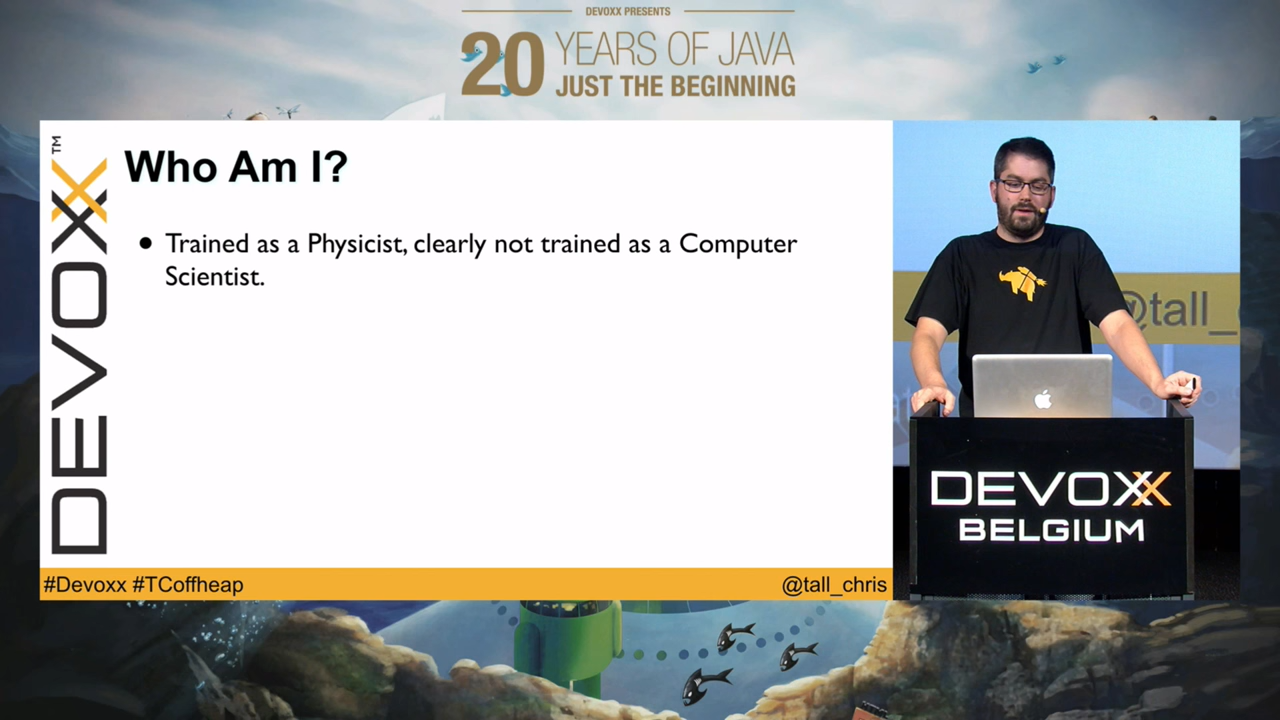 DEVOXX PRESENTS
20 YEARS OF JAVA
JUST THE BEGINNING
DEVOXX™
Who Am I?
• Trained as a Physicist, clearly not trained as a Computer
Scientist.
#Devoxx #TCoffheap
@tall_chris
@tall_
DEVOXX
BELGIUM